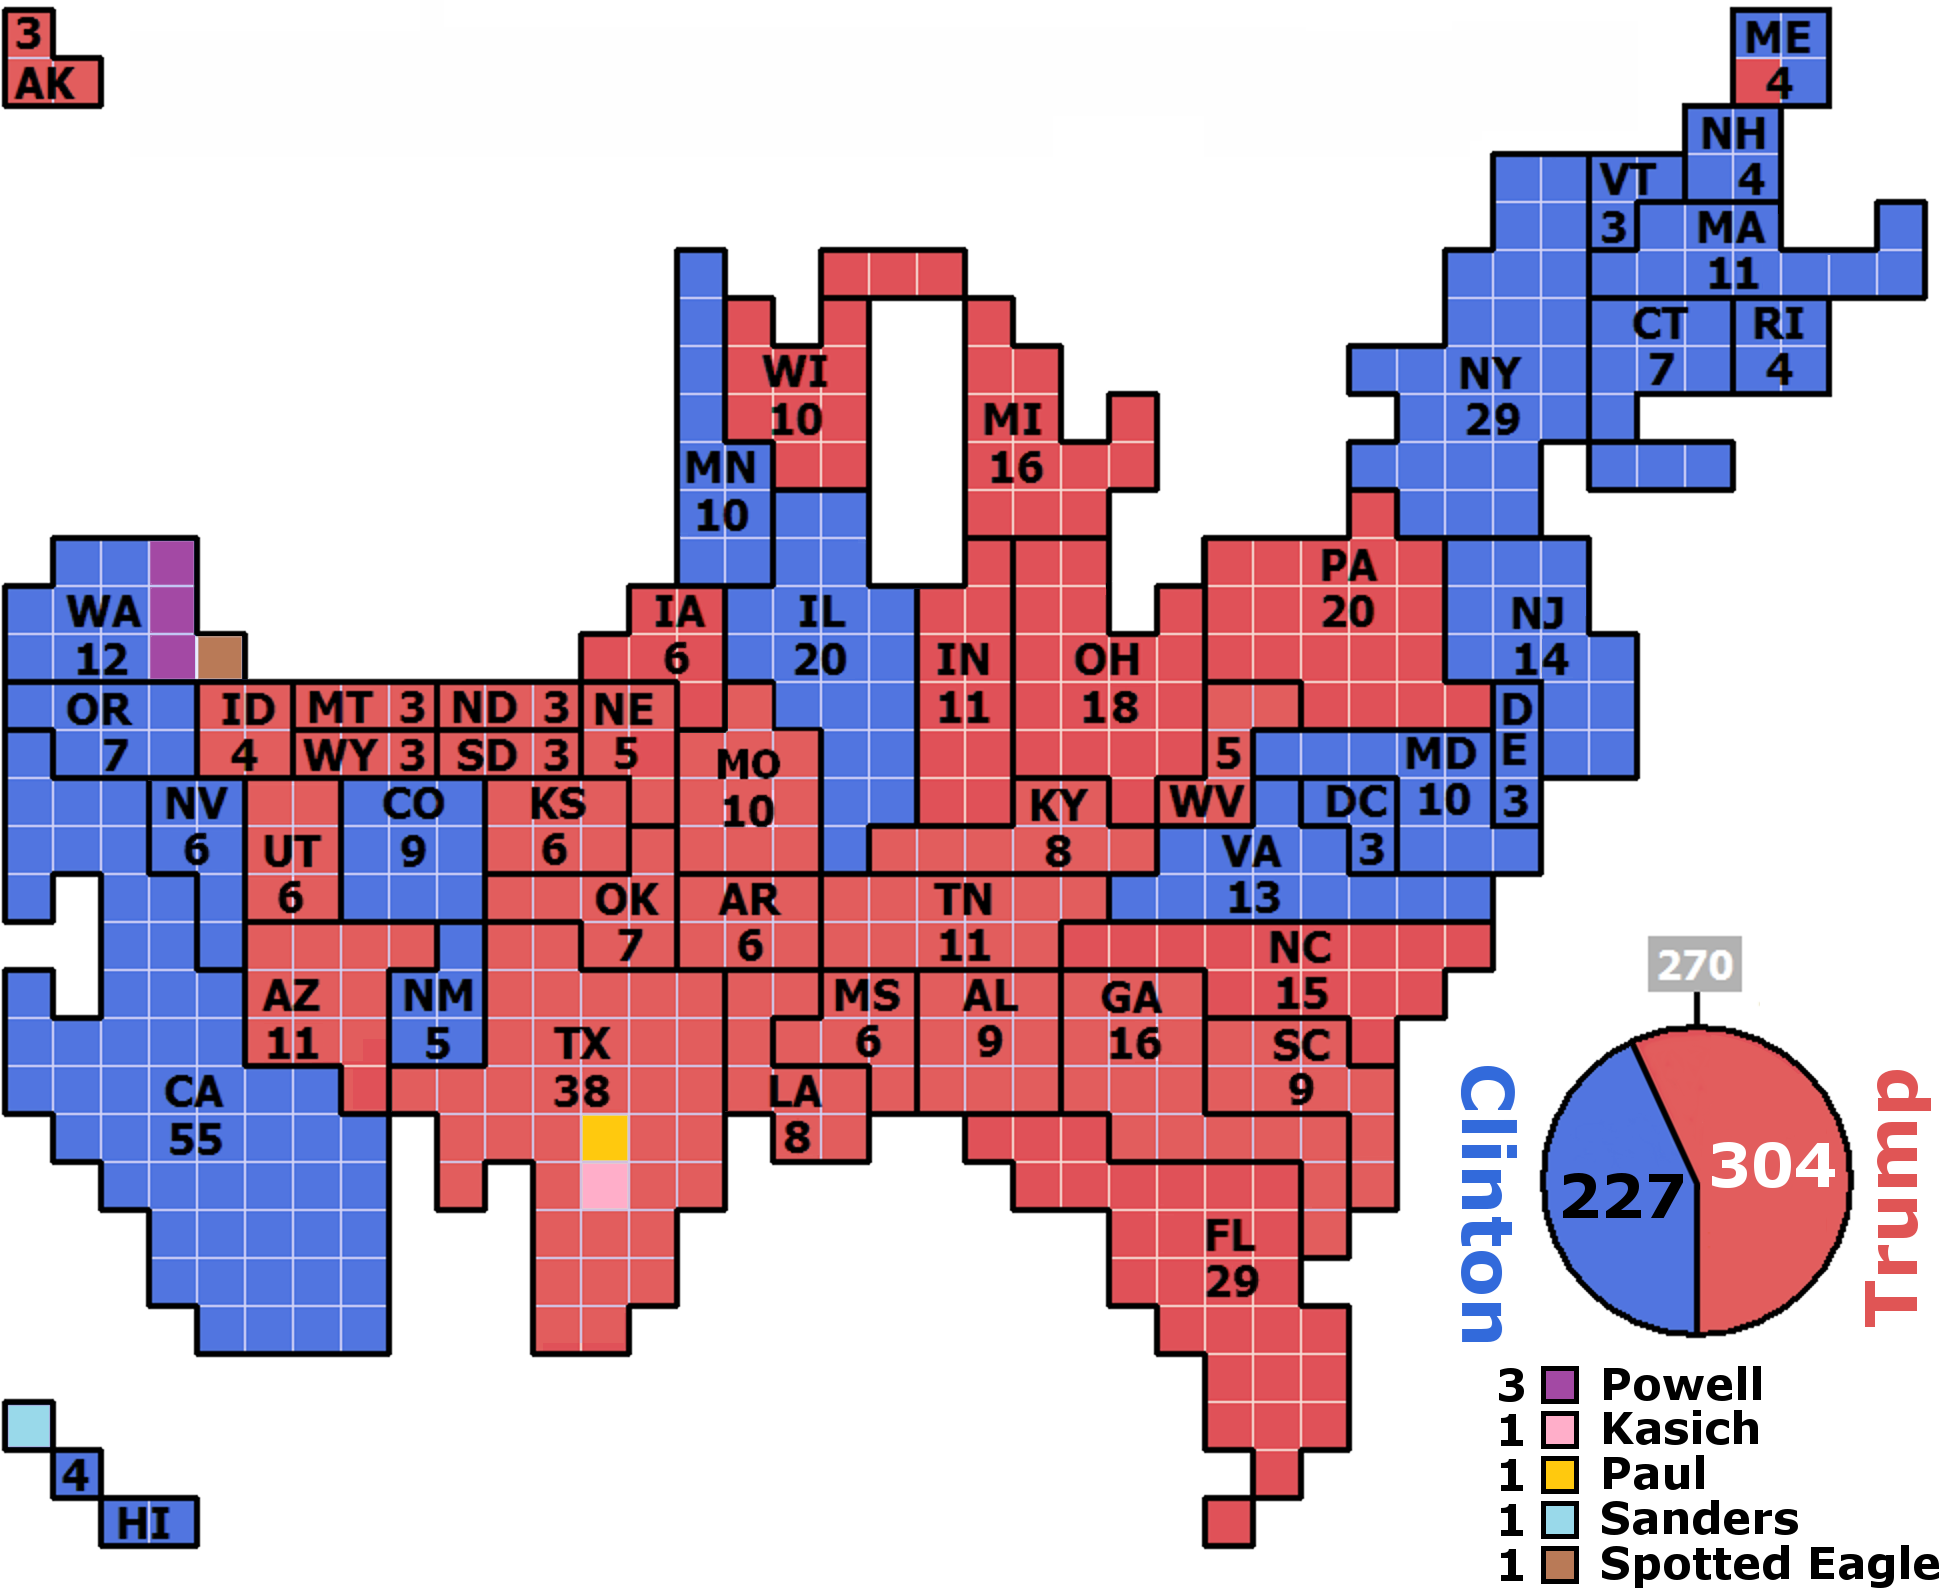 3
AK
ME
4
NH
4
VT
3
MA
11
CT
7
RI
4
NY
29
WI
10
MI
16
MN
10
PA
20
NJ
14
WA
12
IA
6
IL
20
IN
11
OH
18
OR
7
ID
4
MT 3
ND 3
WY 3
SD 3
NE
5
MO
10
5
WV
MD
10
D
E
3
DC
3
NV
6
UT
6
CO
9
KS
6
KY
8
VA
13
OK
7
AR
6
TN
11
NC
15
AZ
11
NM
5
TX
38
MS
6
AL
9
GA
16
SC
9
LA
8
CA
55
FL
29
4
HI
270
Clinton
227
304
Trump
3 Powell
1 Kasich
1 Paul
1 Sanders
1 Spotted Eagle